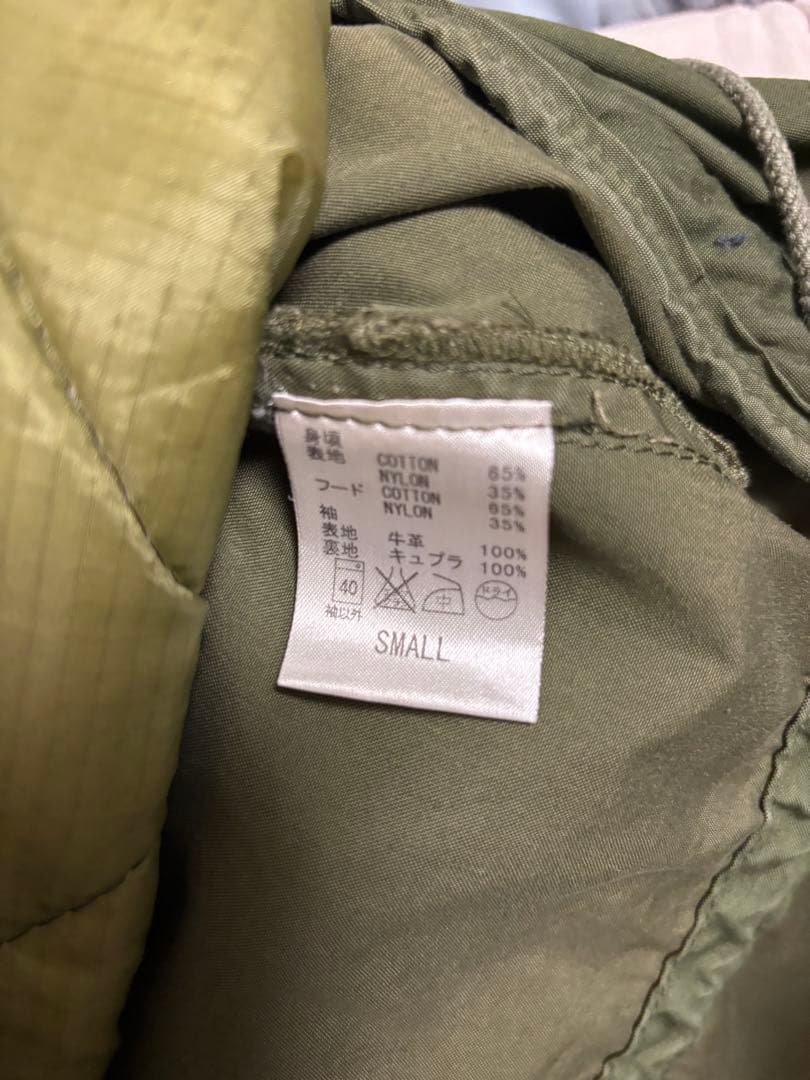 身頃
表地 COTTON 65%
NYLON 35%
フード COTTON 65%
NYLON 35%
袖
表地 牛革 100%
裏地 キュプラ 100%
40 中 ドライ
袖以外
SMALL